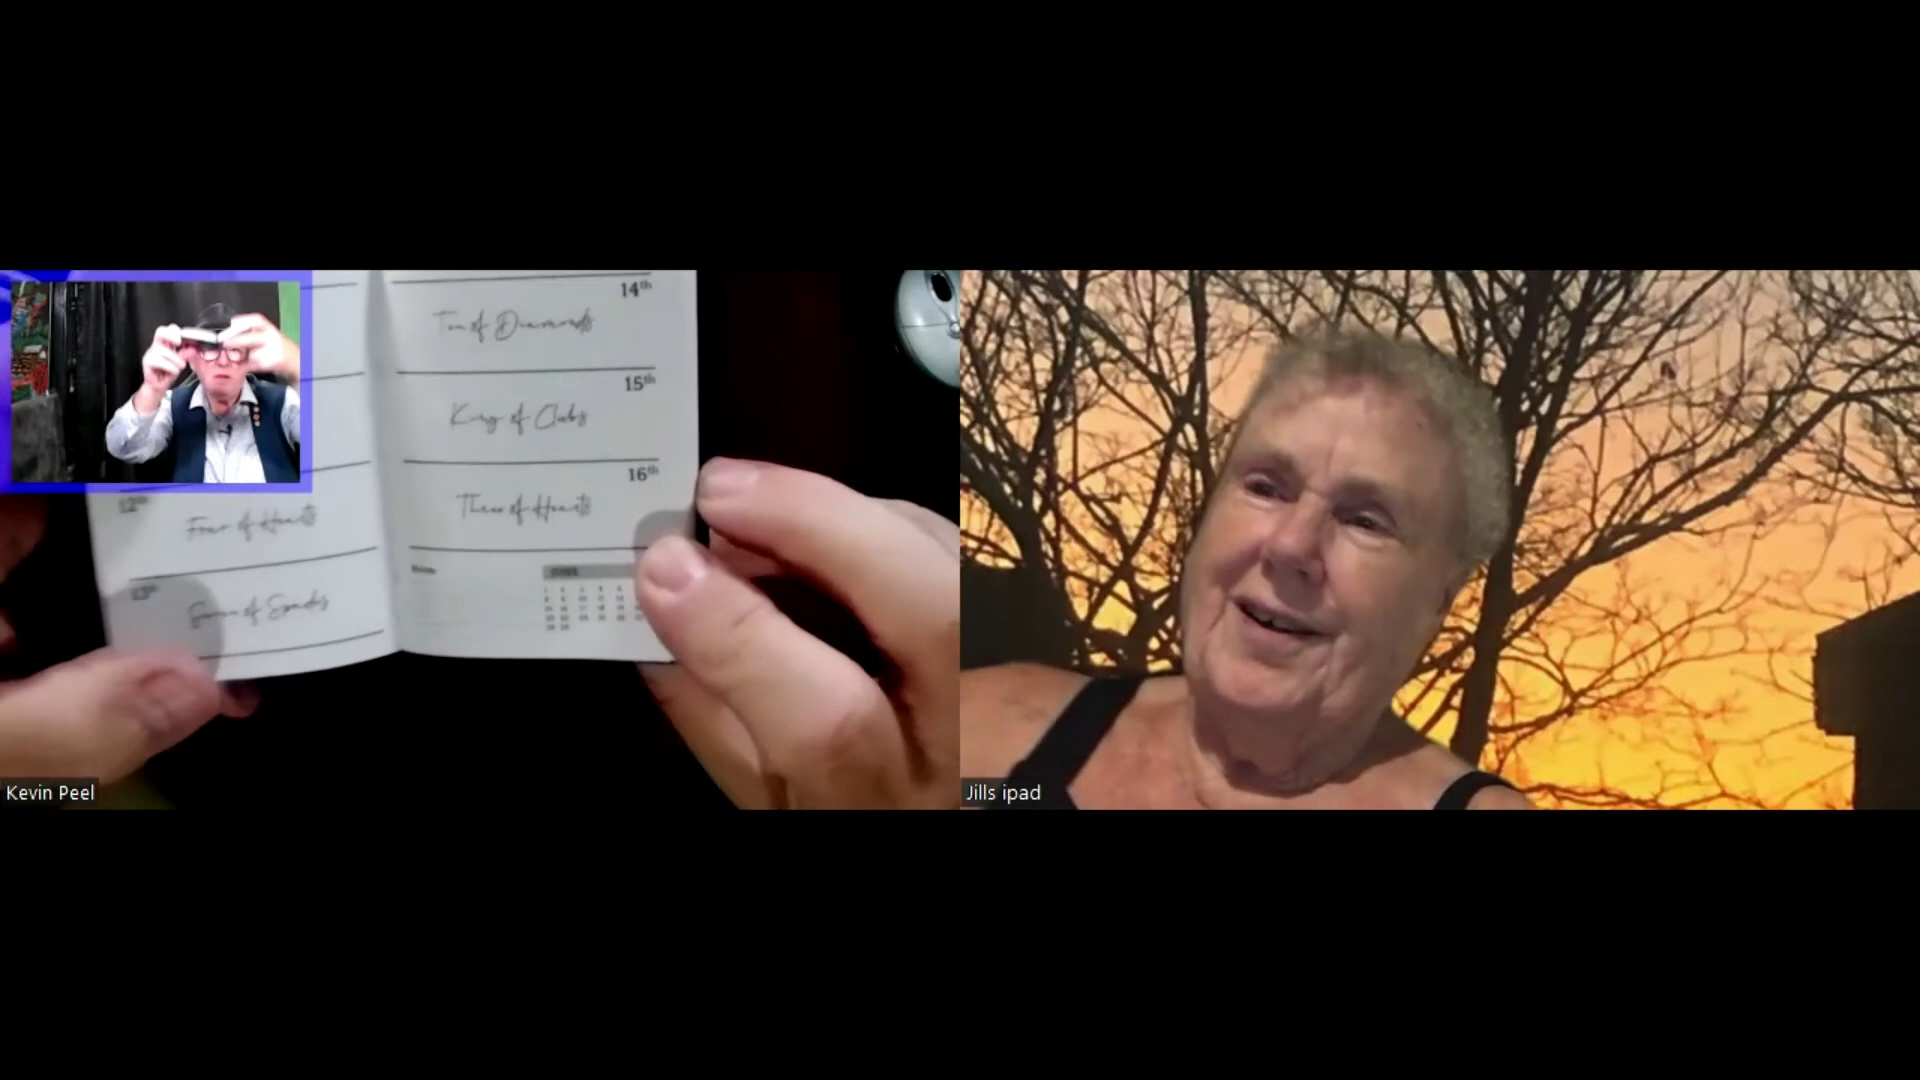 12th
Four of Hearts
13th
Seven of Spades
14th
Ten of Diamonds
15th
King of Clubs
16th
Three of Hearts
Notes
Kevin Peel
Jills ipad